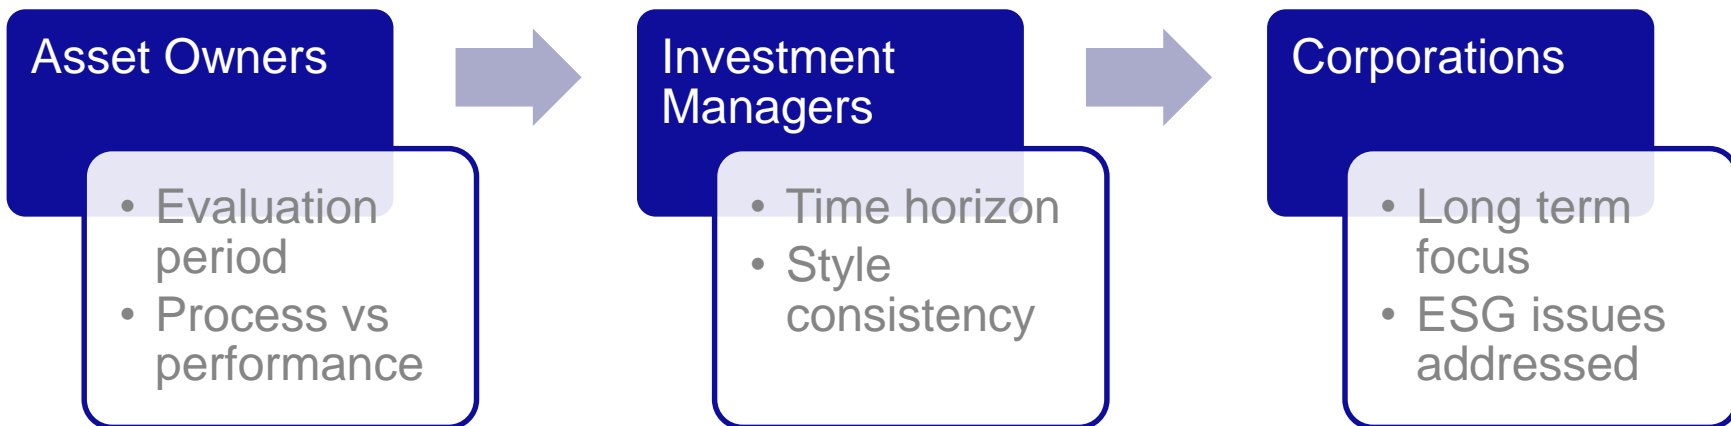 Asset Owners
• Evaluation
period
• Process vs
performance
Investment
Managers
• Time horizon
• Style
consistency
Corporations
• Long term
focus
• ESG issues
addressed